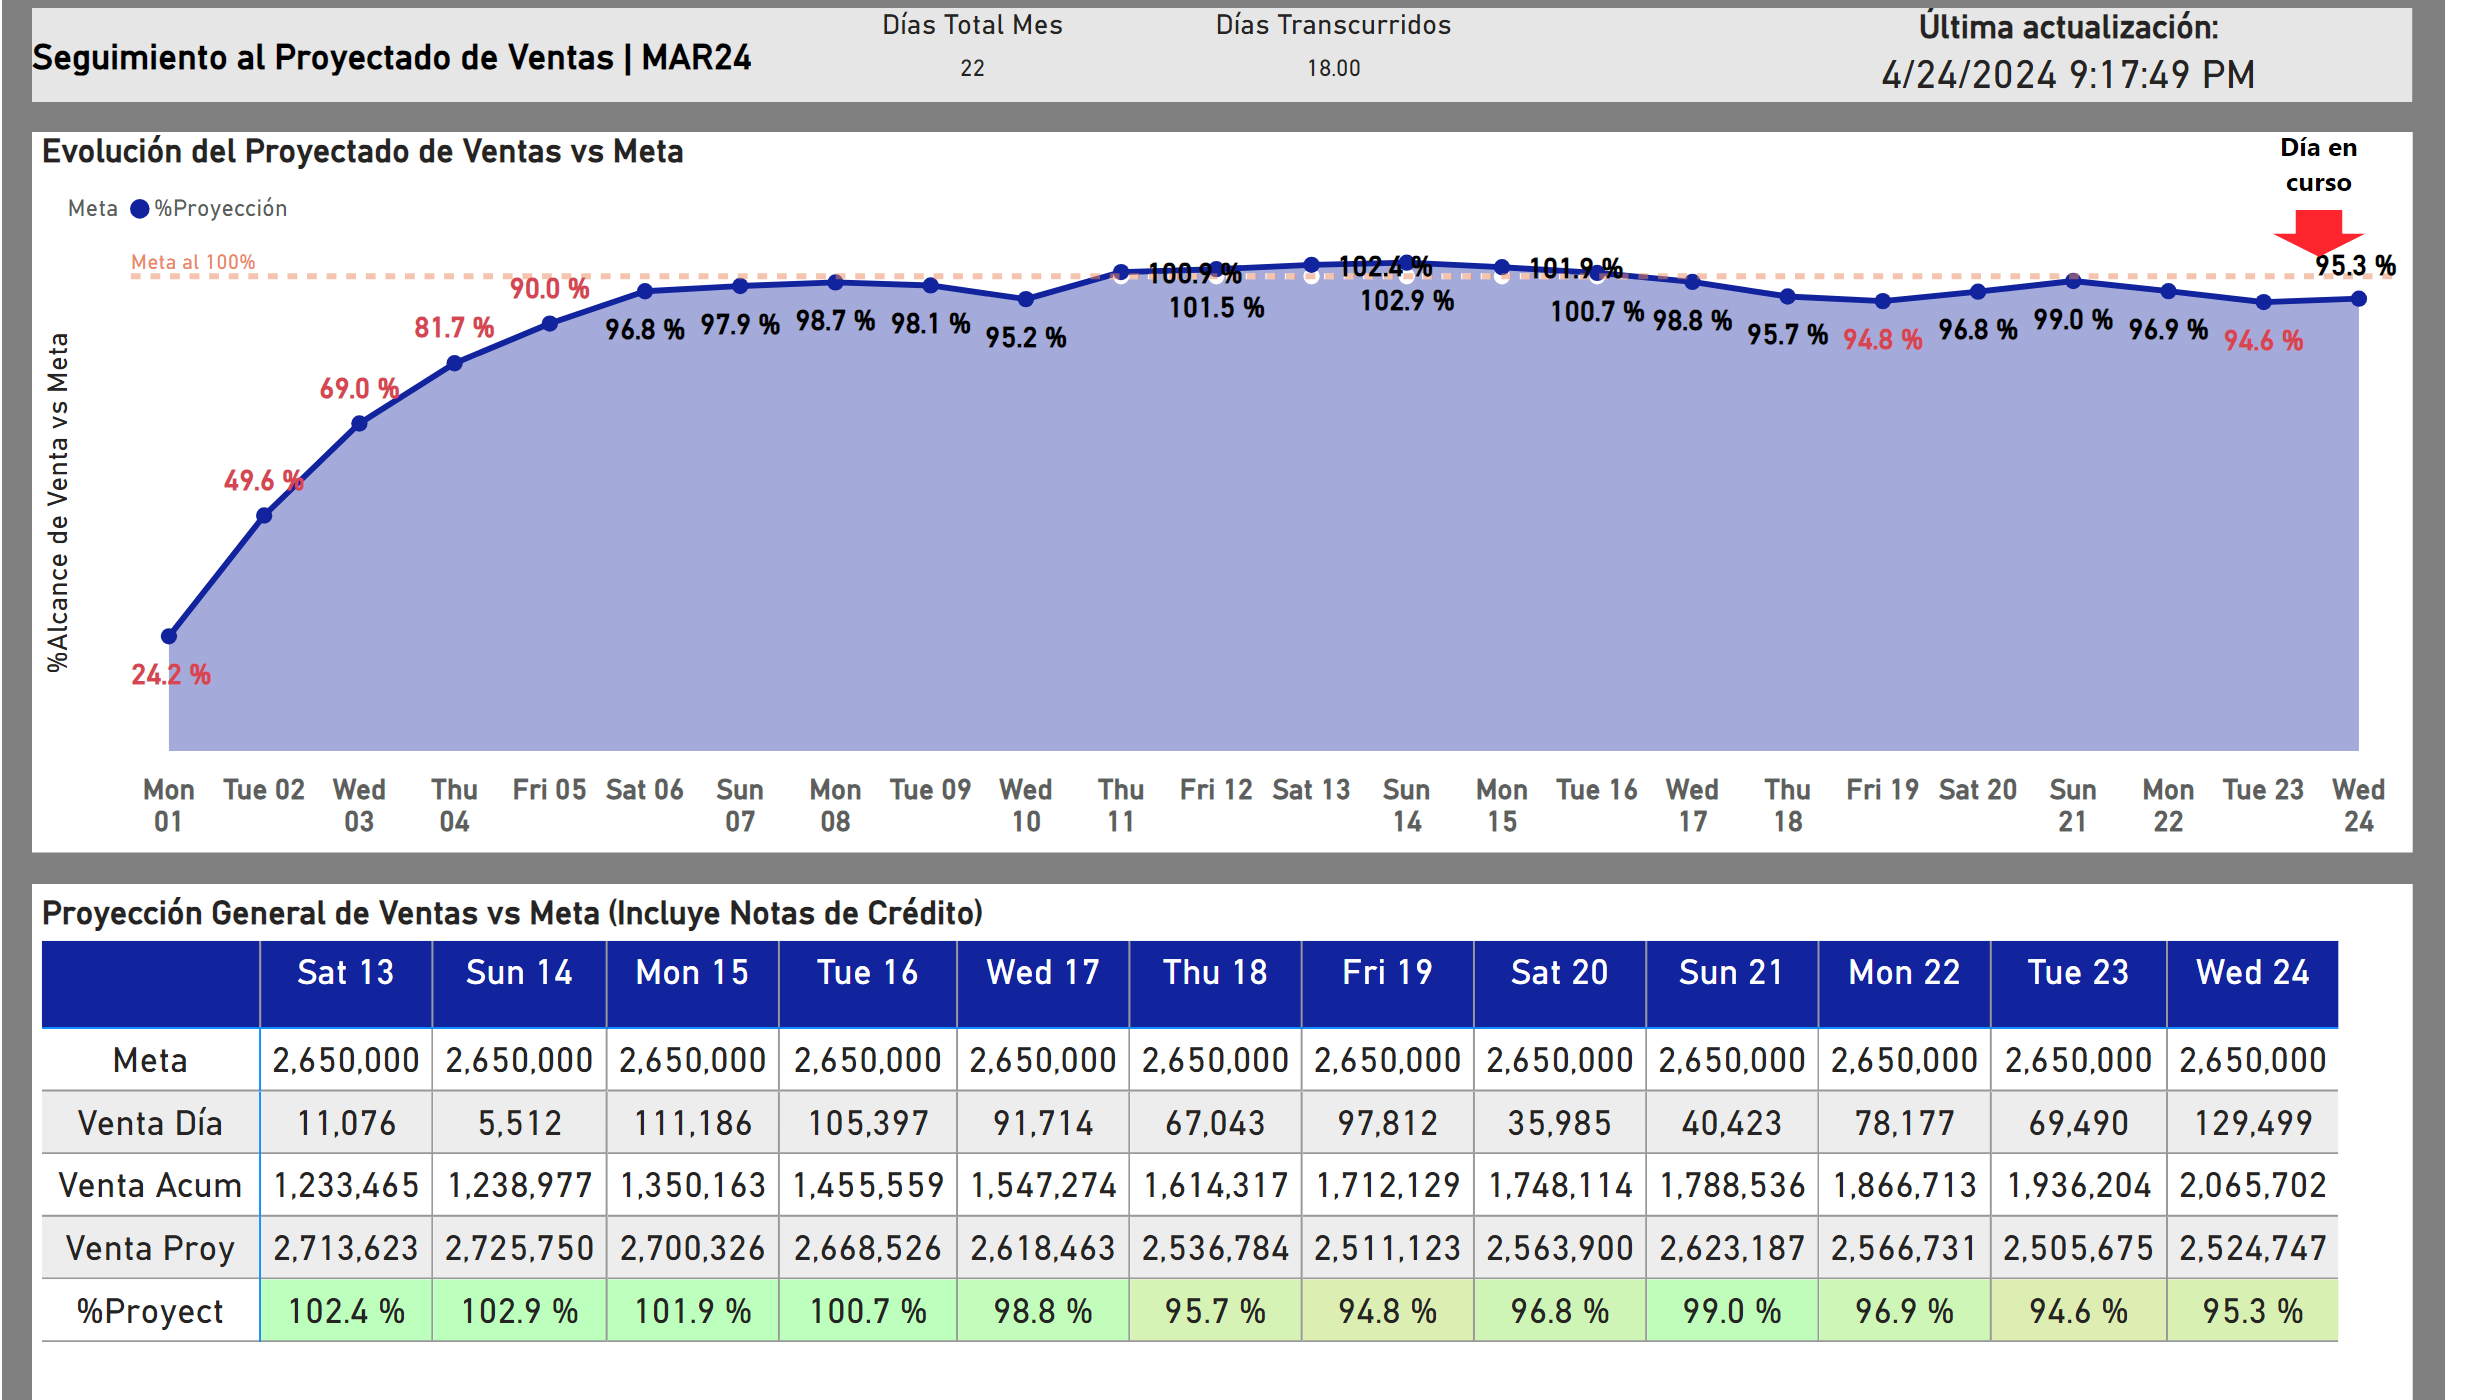 Seguimiento al Proyectado de Ventas | MAR24
Días Total Mes
22
Días Transcurridos
18.00
Última actualización:
4/24/2024 9:17:49 PM
Evolución del Proyectado de Ventas vs Meta
Día en
curso
Meta %Proyección
Meta al 100%
%Alcance de Venta vs Meta
24.2 %
49.6 %
69.0 %
81.7 %
90.0 %
96.8 %
97.9 %
98.7 %
98.1 %
95.2 %
100.9 %
101.5 %
102.4 %
102.9 %
101.9 %
100.7 %
98.8 %
95.7 %
94.8 %
96.8 %
99.0 %
96.9 %
94.6 %
95.3 %
Mon 01
Tue 02
Wed 03
Thu 04
Fri 05
Sat 06
Sun 07
Mon 08
Tue 09
Wed 10
Thu 11
Fri 12
Sat 13
Sun 14
Mon 15
Tue 16
Wed 17
Thu 18
Fri 19
Sat 20
Sun 21
Mon 22
Tue 23
Wed 24
Proyección General de Ventas vs Meta (Incluye Notas de Crédito)
Sat 13 Sun 14 Mon 15 Tue 16 Wed 17 Thu 18 Fri 19 Sat 20 Sun 21 Mon 22 Tue 23 Wed 24
Meta 2,650,000 2,650,000 2,650,000 2,650,000 2,650,000 2,650,000 2,650,000 2,650,000 2,650,000 2,650,000 2,650,000 2,650,000
Venta Día 11,076 5,512 111,186 105,397 91,714 67,043 97,812 35,985 40,423 78,177 69,490 129,499
Venta Acum 1,233,465 1,238,977 1,350,163 1,455,559 1,547,274 1,614,317 1,712,129 1,748,114 1,788,536 1,866,713 1,936,204 2,065,702
Venta Proy 2,713,623 2,725,750 2,700,326 2,668,526 2,618,463 2,536,784 2,511,123 2,563,900 2,623,187 2,566,731 2,505,675 2,524,747
%Proyect 102.4 % 102.9 % 101.9 % 100.7 % 98.8 % 95.7 % 94.8 % 96.8 % 99.0 % 96.9 % 94.6 % 95.3 %